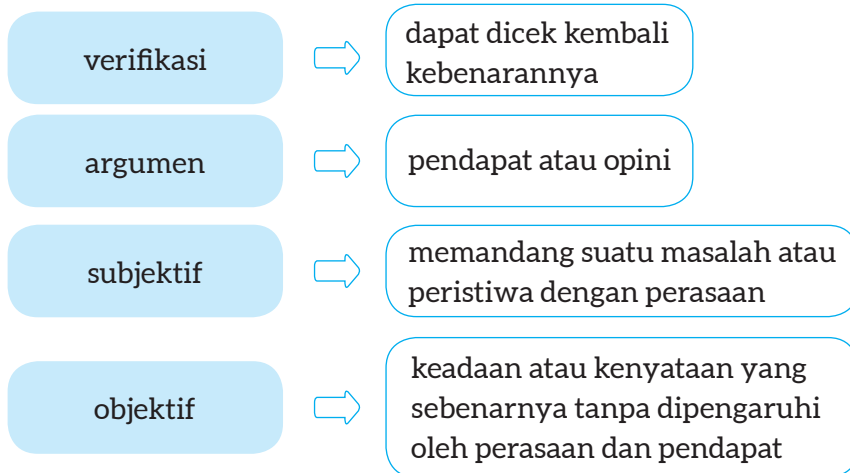 verifikasi
dapat dicek kembali
kebenarannya
argumen
pendapat atau opini
subjektif
memandang suatu masalah atau
peristiwa dengan perasaan
objektif
keadaan atau kenyataan yang
sebenarnya tanpa dipengaruhi
oleh perasaan dan pendapat